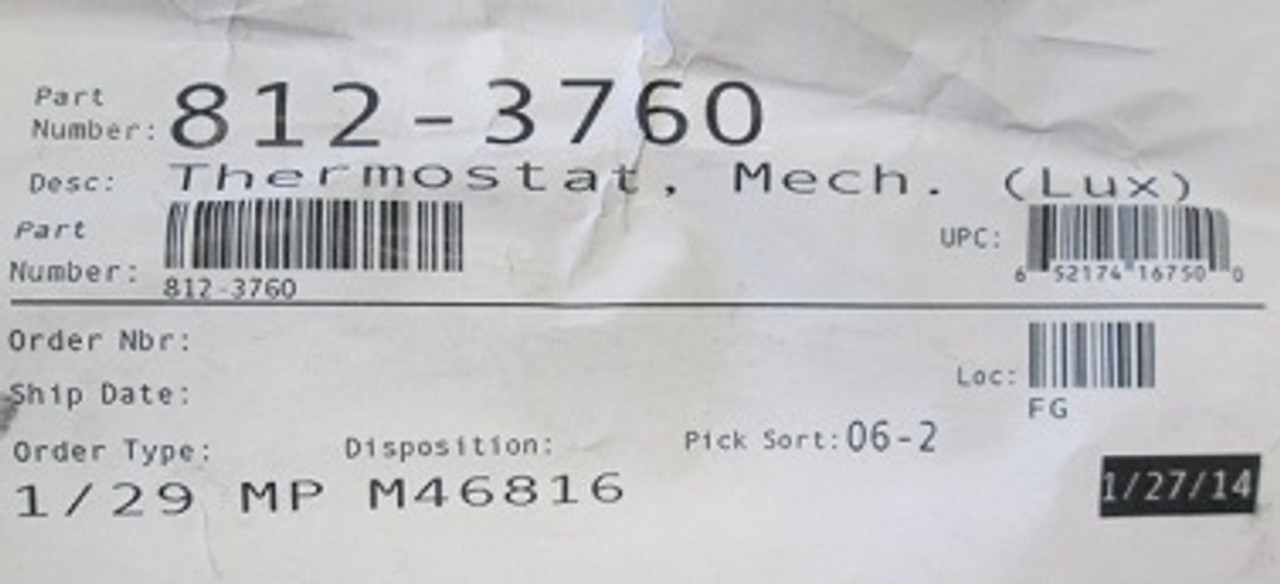 Part
Number: 812-3760
Desc: Thermostat, Mech. (Lux)
Part
Number:
812-3760
UPC:
6 52174 16750 0
Order Nbr:
Ship Date:
Loc:
FG
Order Type: Disposition: Pick Sort: 06-2
1/29 MP M46816
1/27/14